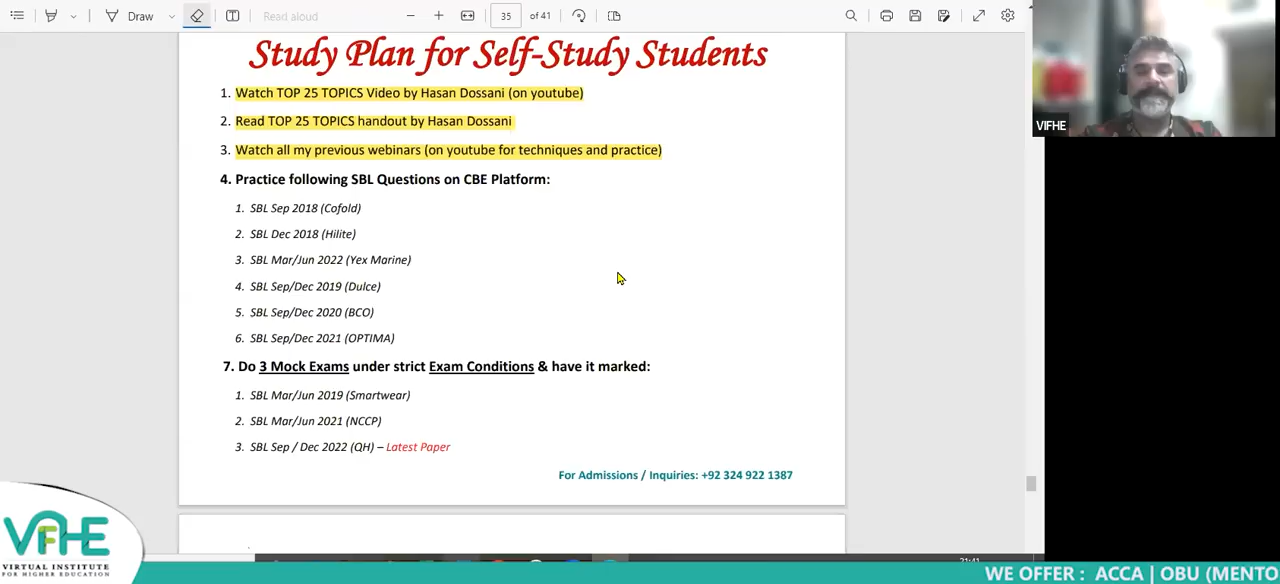 Draw
Read aloud
35
of 41
Study Plan for Self-Study Students
1. Watch TOP 25 TOPICS Video by Hasan Dossani (on youtube)
2. Read TOP 25 TOPICS handout by Hasan Dossani
3. Watch all my previous webinars (on youtube for techniques and practice)
4. Practice following SBL Questions on CBE Platform:
1. SBL Sep 2018 (Cofold)
2. SBL Dec 2018 (Hilite)
3. SBL Mar/Jun 2022 (Yex Marine)
4. SBL Sep/Dec 2019 (Dulce)
5. SBL Sep/Dec 2020 (BCO)
6. SBL Sep/Dec 2021 (OPTIMA)
7. Do 3 Mock Exams under strict Exam Conditions & have it marked:
1. SBL Mar/Jun 2019 (Smartwear)
2. SBL Mar/Jun 2021 (NCCP)
3. SBL Sep / Dec 2022 (QH) – Latest Paper
For Admissions / Inquiries: +92 324 922 1387
VIFHE
VIFHE
VIRTUAL INSTITUTE
FOR HIGHER EDUCATION
WE OFFER : ACCA | OBU (MENTO